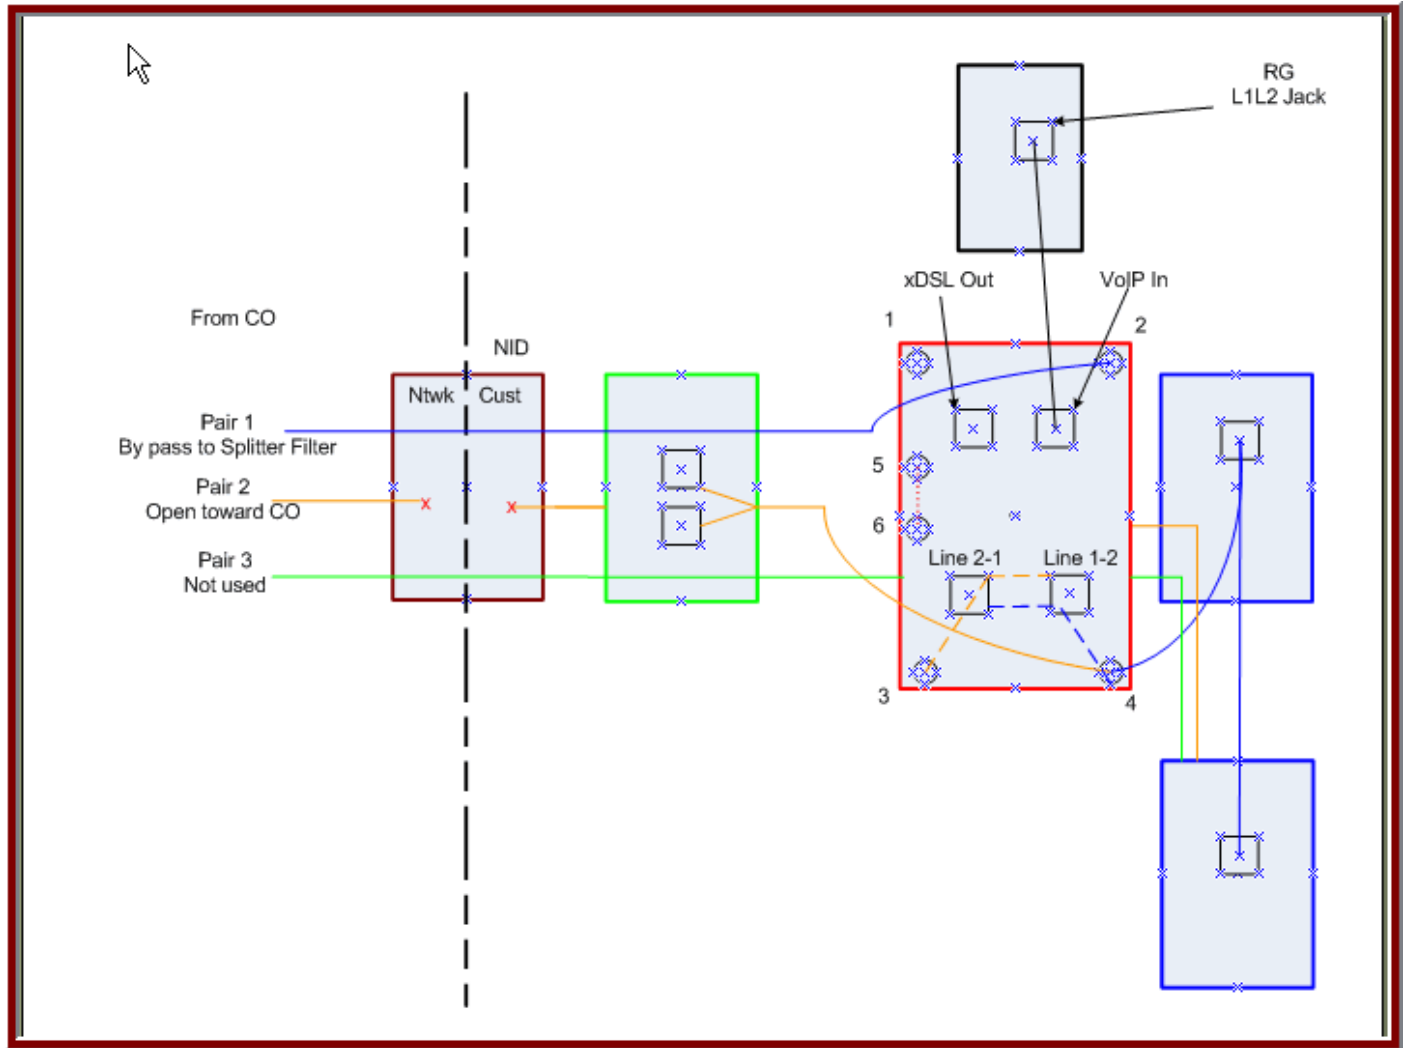 RG
L1L2 Jack
xDSL Out
VoIP In
1
2
From CO
NID
Ntwk
Cust
Pair 1
By pass to Splitter Filter
5
Pair 2
Open toward CO
x
x
6
Pair 3
Not used
Line 2-1
Line 1-2
3
4